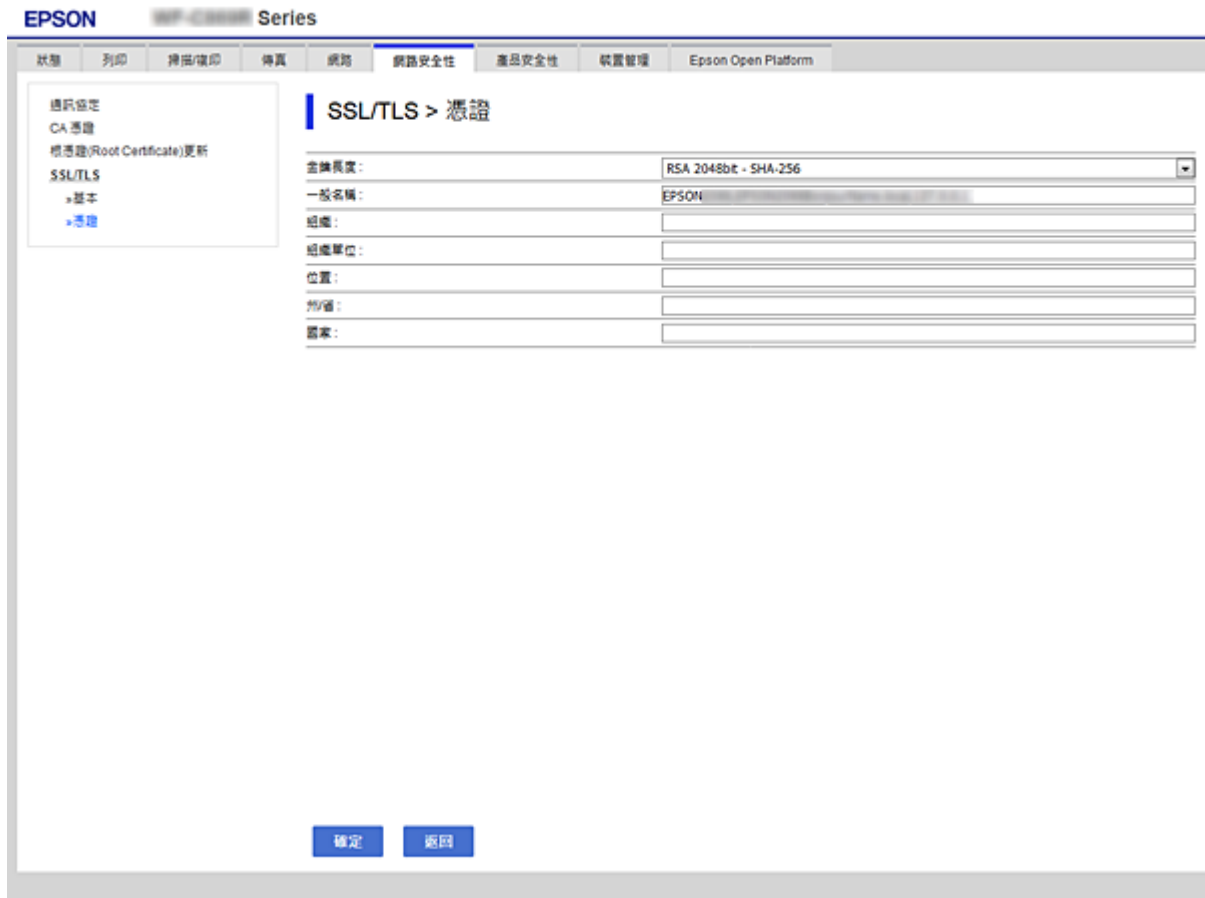 EPSON Series
狀態 列印 掃描/複印 傳真 網路 網路安全性 產品安全性 裝置管理 Epson Open Platform
通訊協定
CA 憑證
根憑證(Root Certificate)更新
SSL/TLS
»基本
»憑證
SSL/TLS > 憑證
金鑰長度 : RSA 2048bit - SHA-256
一般名稱 : EPSON
組織 :
組織單位 :
位置 :
州/省 :
國家 :
確定 返回